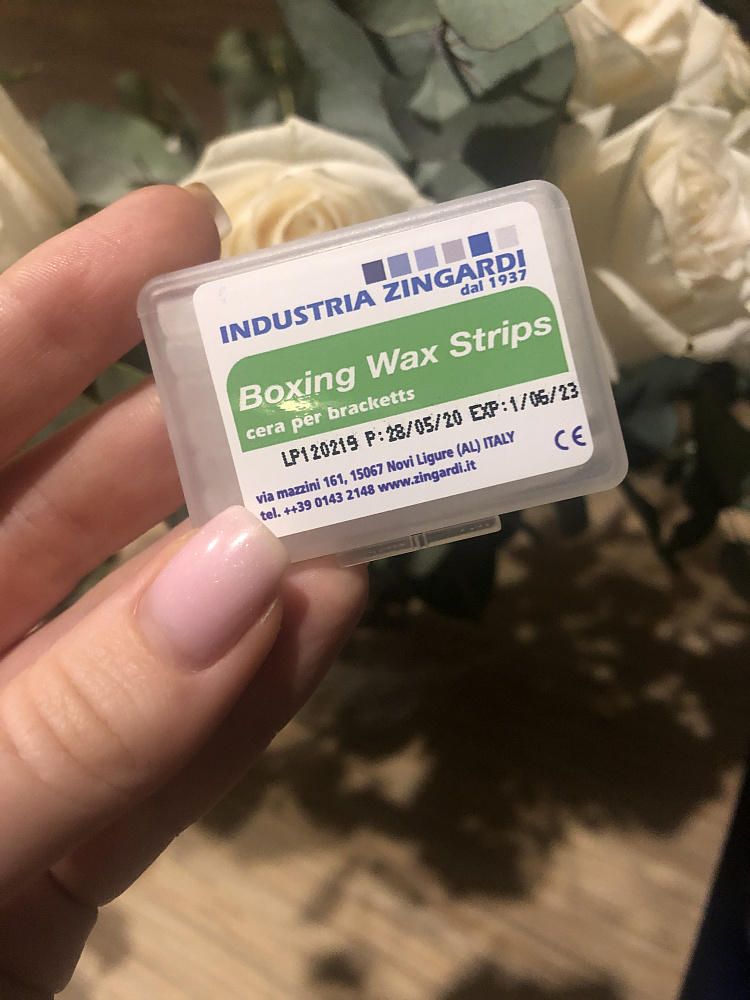 INDUSTRIA ZINGARDI
dal 1937
Boxing Wax Strips
cera per bracketts
LP120219 P:28/05/20 EXP:1/06/23
via mazzini 161, 15067 Novi Ligure (AL) ITALY
tel. ++39 0143 2148 www.zingardi.it
CE